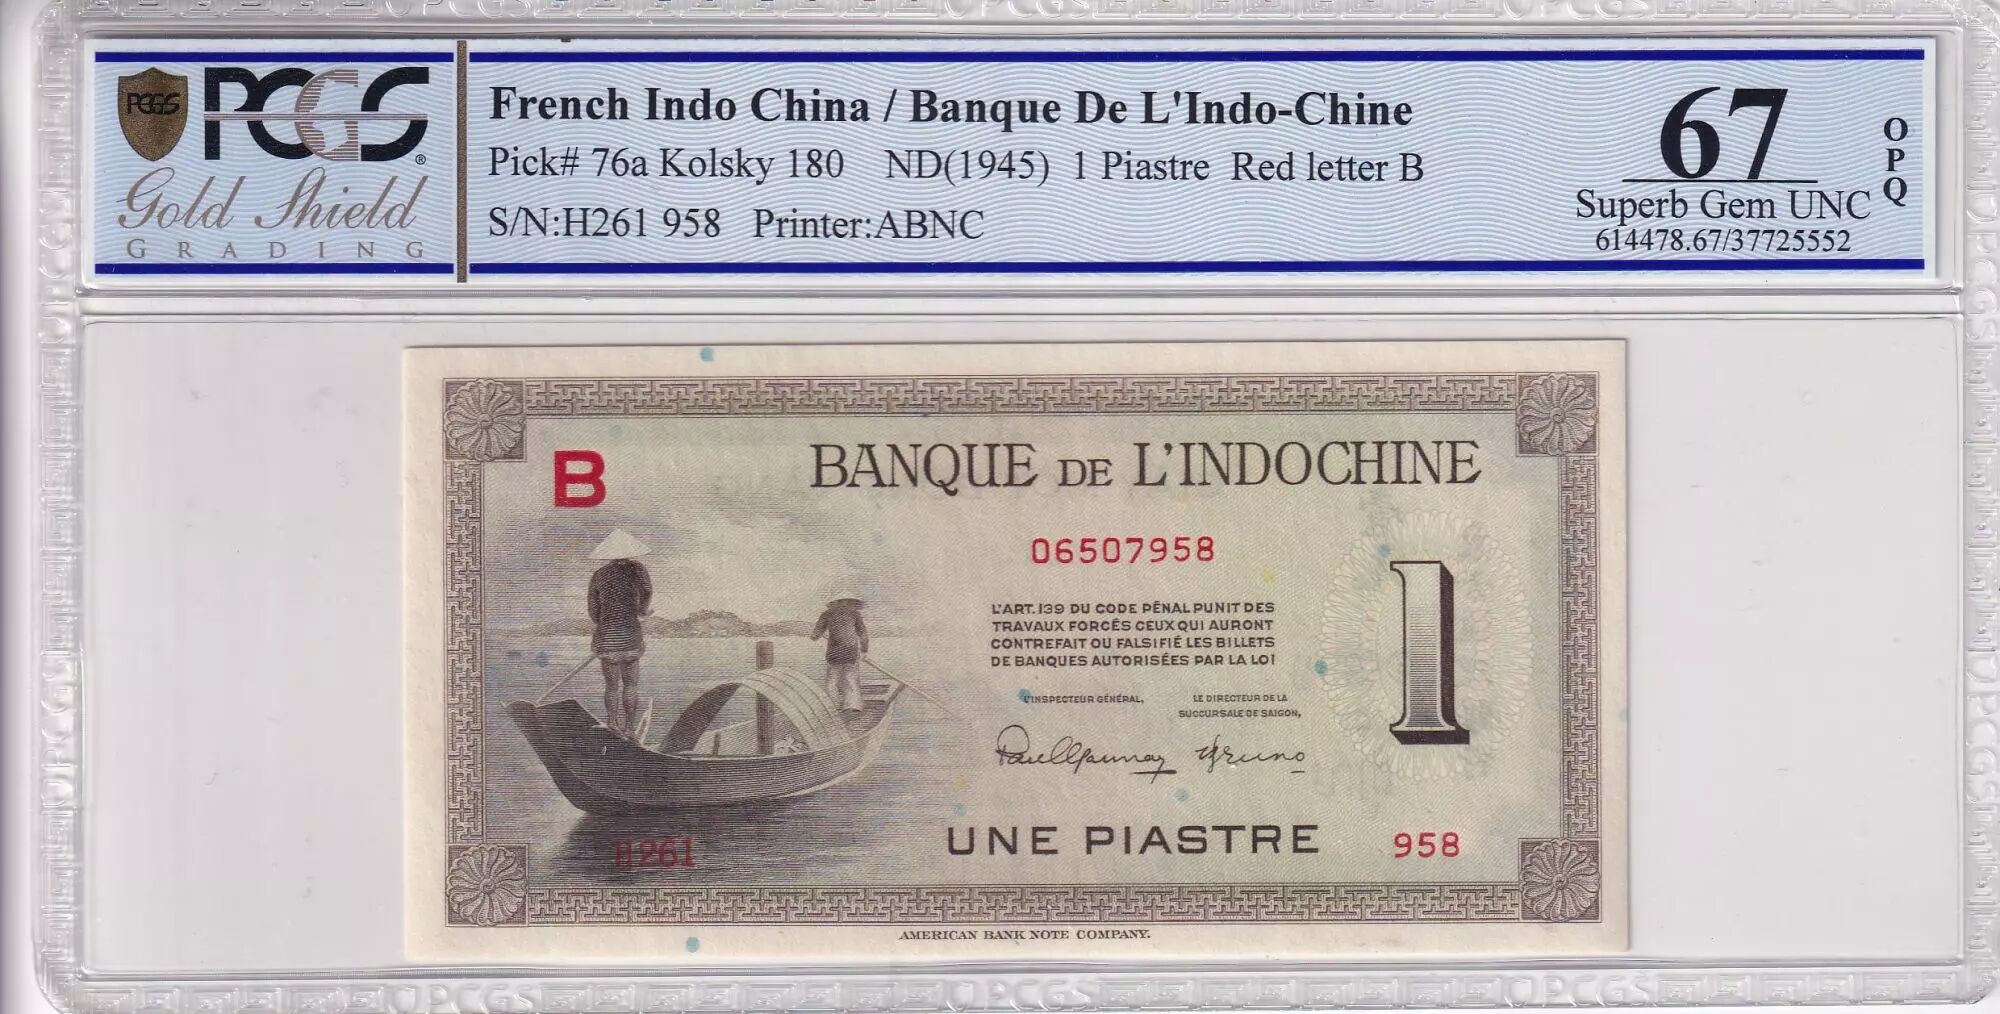 PCGS
PCGS®
Gold Shield
GRADING
French Indo China / Banque De L'Indo-Chine
Pick# 76a Kolsky 180 ND(1945) 1 Piastre Red letter B
S/N:H261 958 Printer:ABNC
67
OPQ
Superb Gem UNC
614478.67/37725552
B
BANQUE DE L'INDOCHINE
06507958
L'ART. 139 DU CODE PÉNAL PUNIT DES
TRAVAUX FORCÉS CEUX QUI AURONT
CONTREFAIT OU FALSIFIÉ LES BILLETS
DE BANQUES AUTORISÉES PAR LA LOI
L'INSPECTEUR GÉNÉRAL,
LE DIRECTEUR DE LA
SUCCURSALE DE SAIGON,
1
UNE PIASTRE
958
H261
AMERICAN BANK NOTE COMPANY.